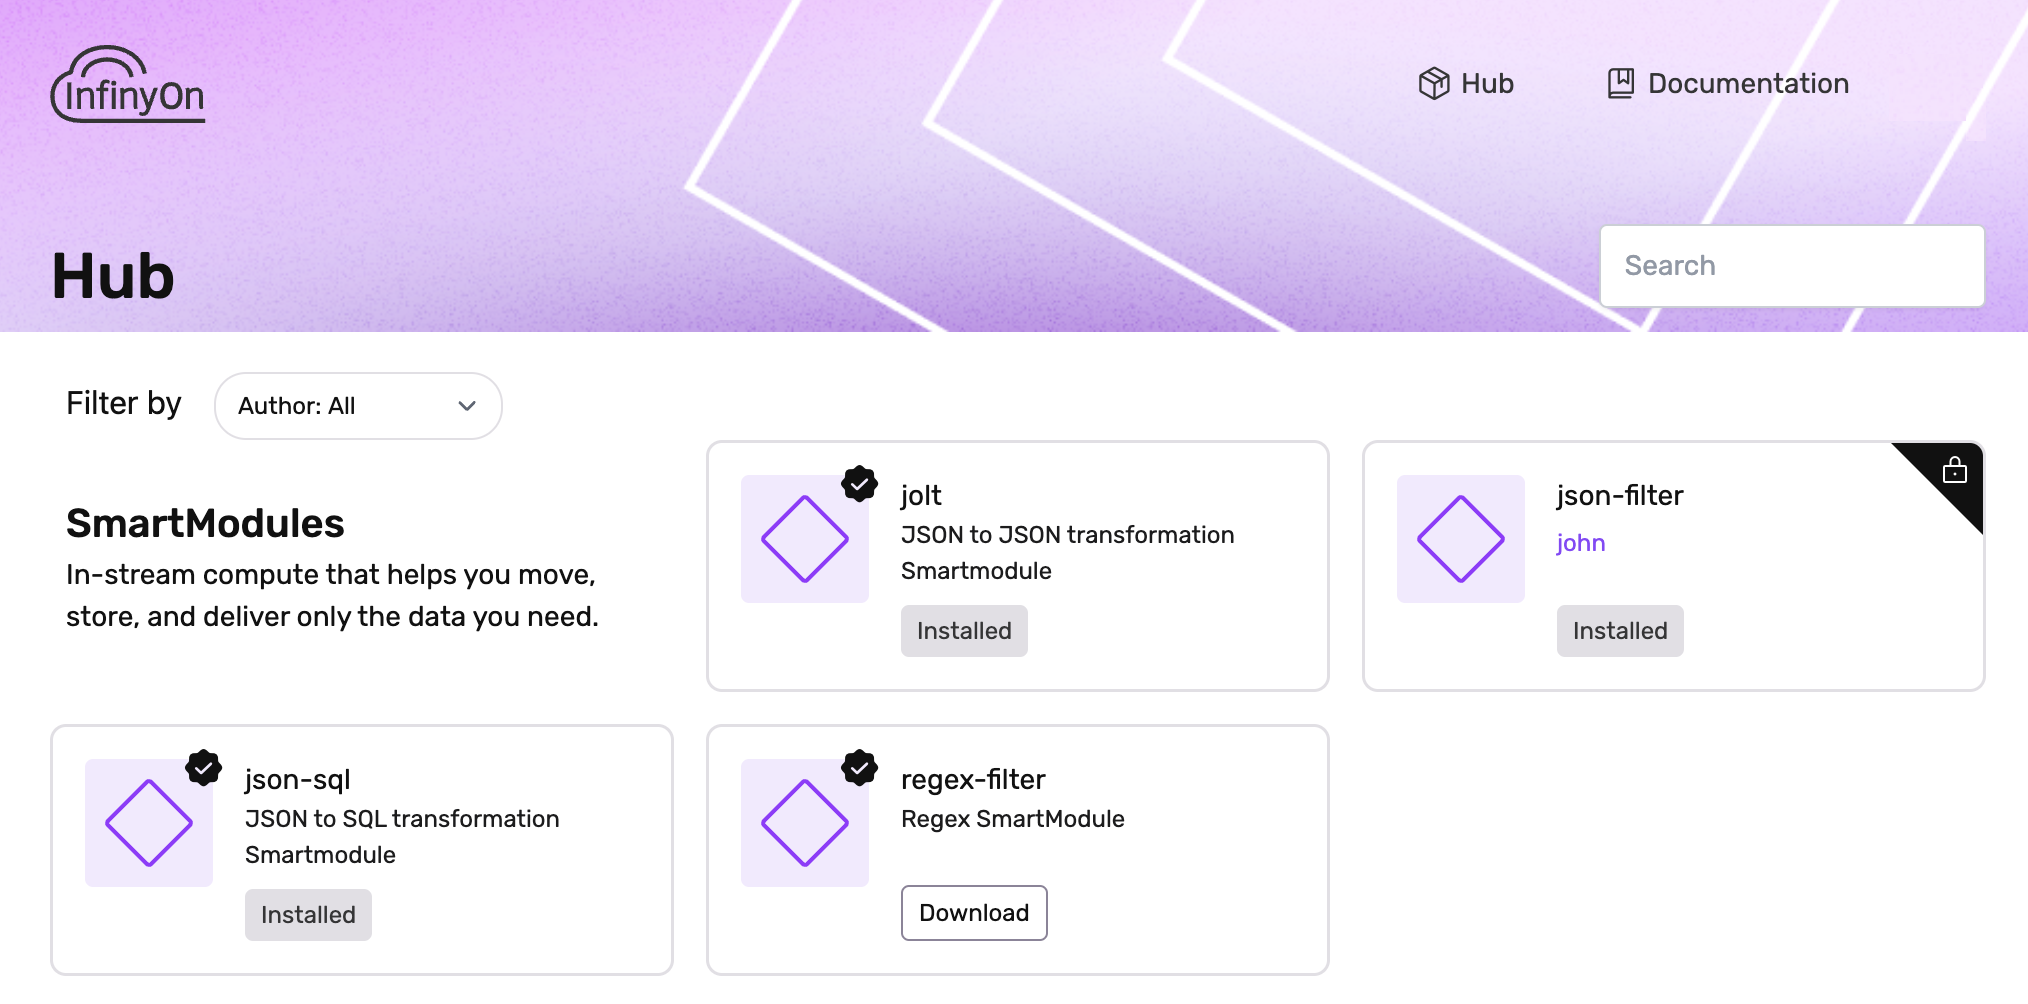 InfinyOn
Hub
Documentation
Hub
Search
Filter by
Author: All
SmartModules
In-stream compute that helps you move,
store, and deliver only the data you need.
jolt
JSON to JSON transformation
Smartmodule
Installed
json-filter
john
Installed
json-sql
JSON to SQL transformation
Smartmodule
Installed
regex-filter
Regex SmartModule
Download